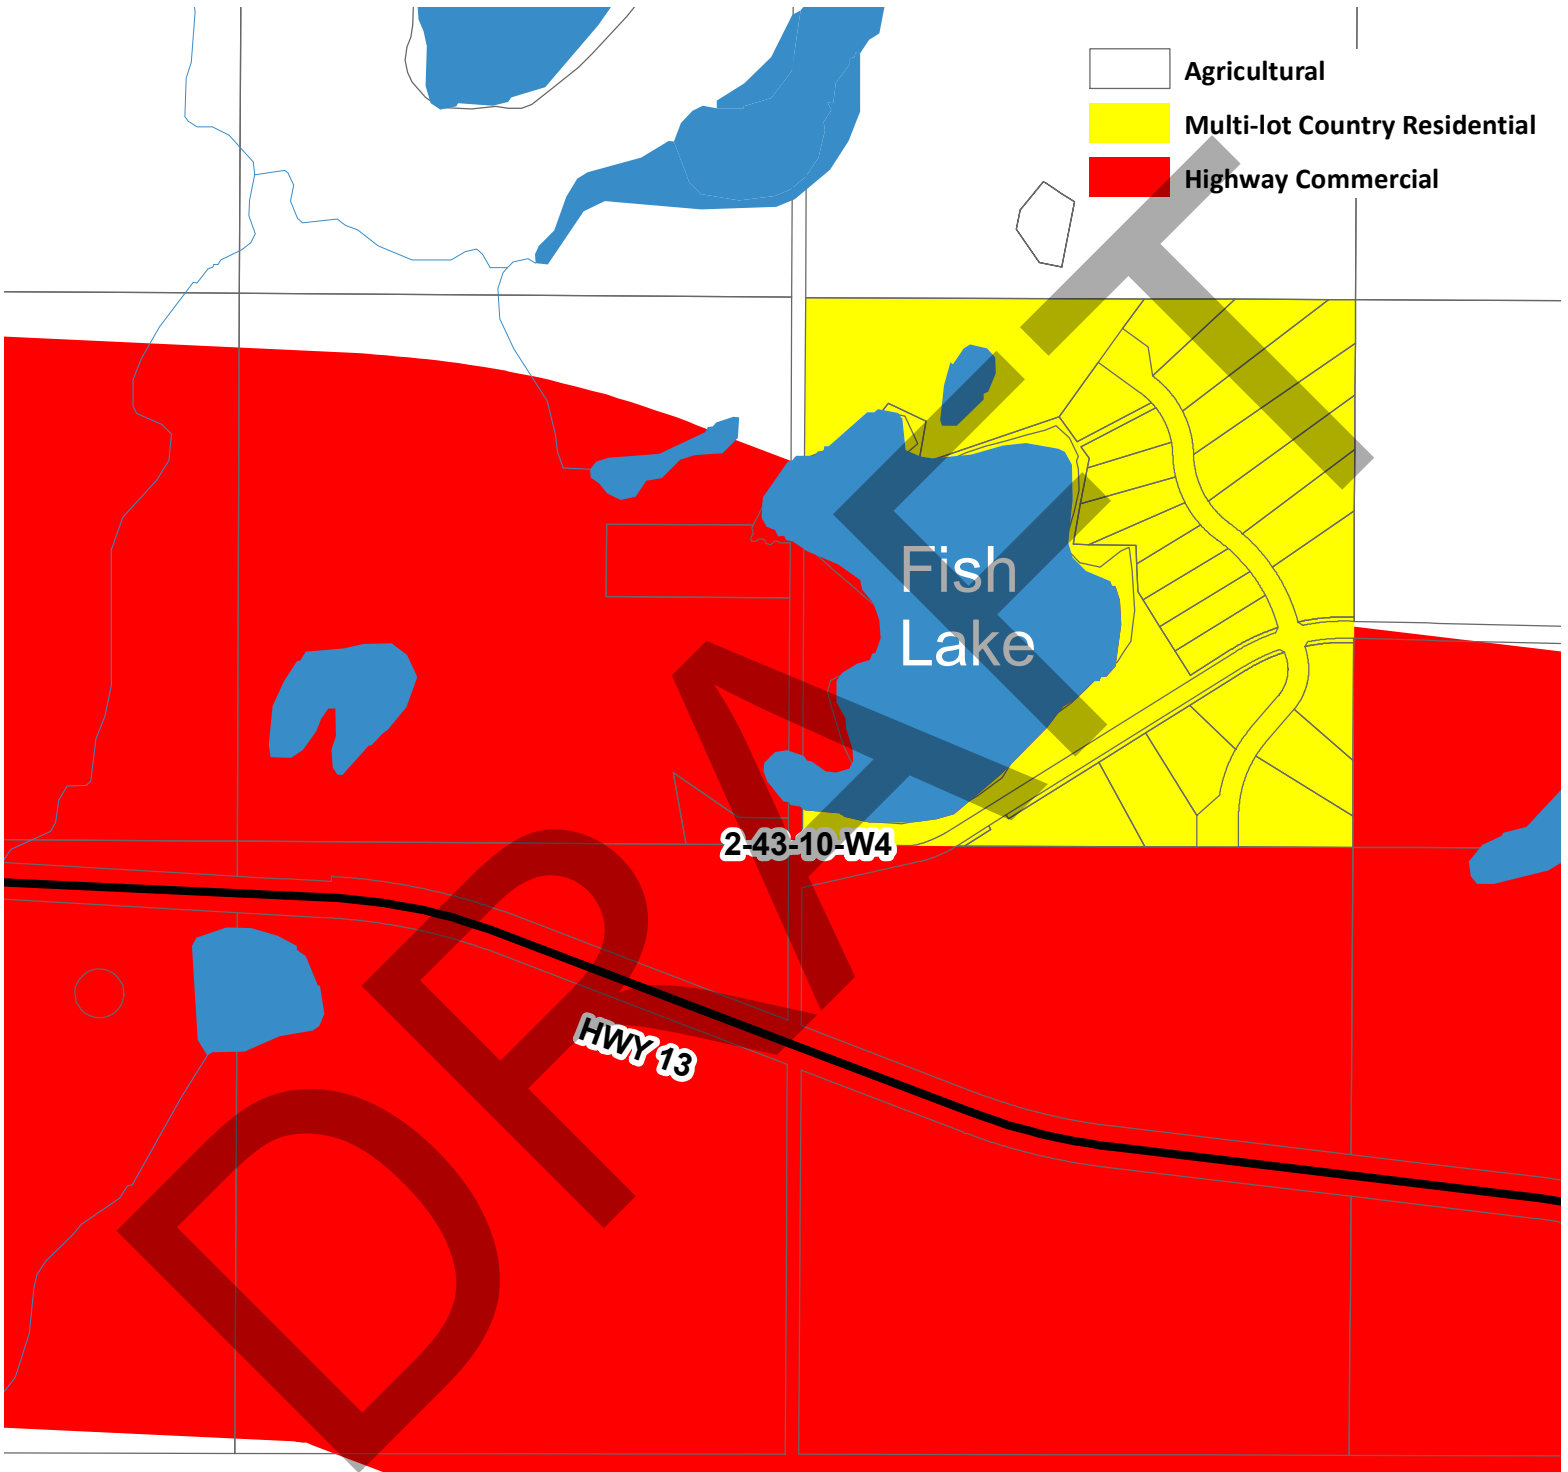 Agricultural
Multi-lot Country Residential
Highway Commercial
Fish
Lake
2-43-10-W4
HWY 13
DRAFT